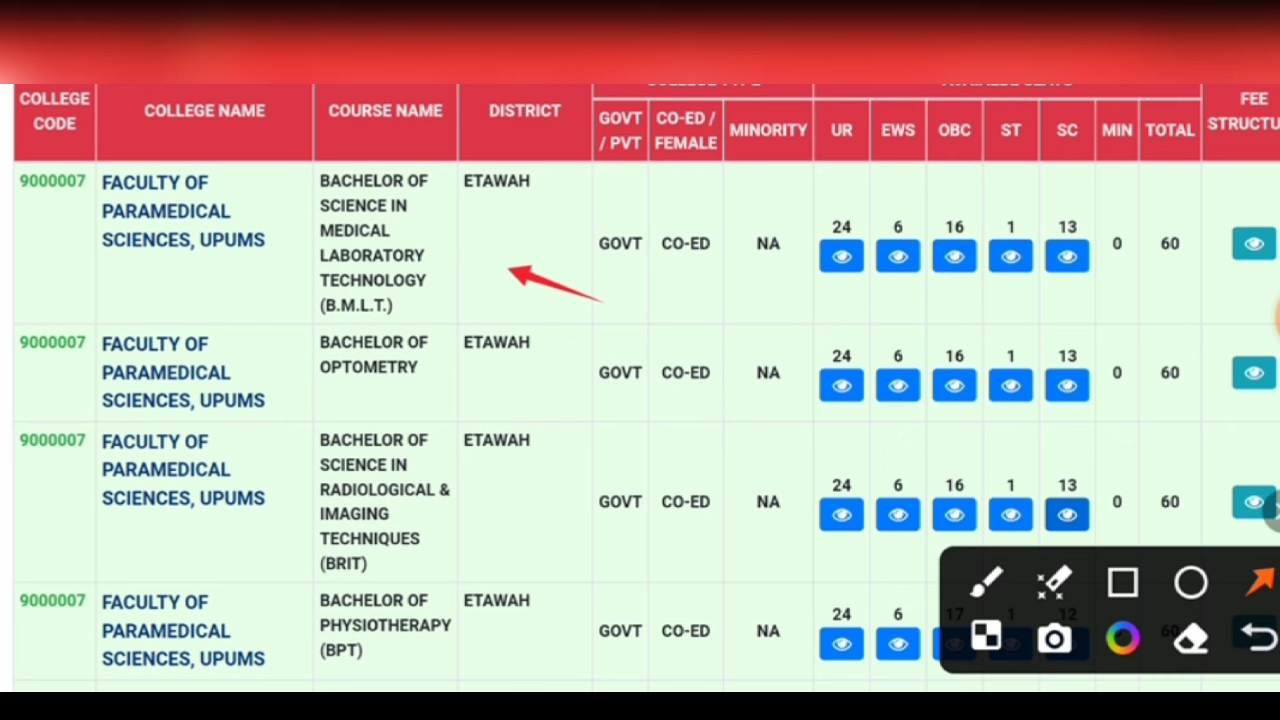 COLLEGE CODE
COLLEGE NAME
COURSE NAME
DISTRICT
GOVT / PVT
CO-ED / FEMALE
MINORITY
UR
EWS
OBC
ST
SC
MIN
TOTAL
FEE
9000007
FACULTY OF
PARAMEDICAL
SCIENCES, UPUMS
BACHELOR OF
SCIENCE IN
MEDICAL
LABORATORY
TECHNOLOGY
(B.M.L.T.)
ETAWAH
GOVT
CO-ED
NA
24
6
16
1
13
0
60
9000007
FACULTY OF
PARAMEDICAL
SCIENCES, UPUMS
BACHELOR OF
OPTOMETRY
ETAWAH
GOVT
CO-ED
NA
24
6
16
1
13
0
60
9000007
FACULTY OF
PARAMEDICAL
SCIENCES, UPUMS
BACHELOR OF
SCIENCE IN
RADIOLOGICAL &
IMAGING
TECHNIQUES
(BRIT)
ETAWAH
GOVT
CO-ED
NA
24
6
16
1
13
0
60
9000007
FACULTY OF
PARAMEDICAL
SCIENCES, UPUMS
BACHELOR OF
PHYSIOTHERAPY
(BPT)
ETAWAH
GOVT
CO-ED
NA
24
6
17
1
12